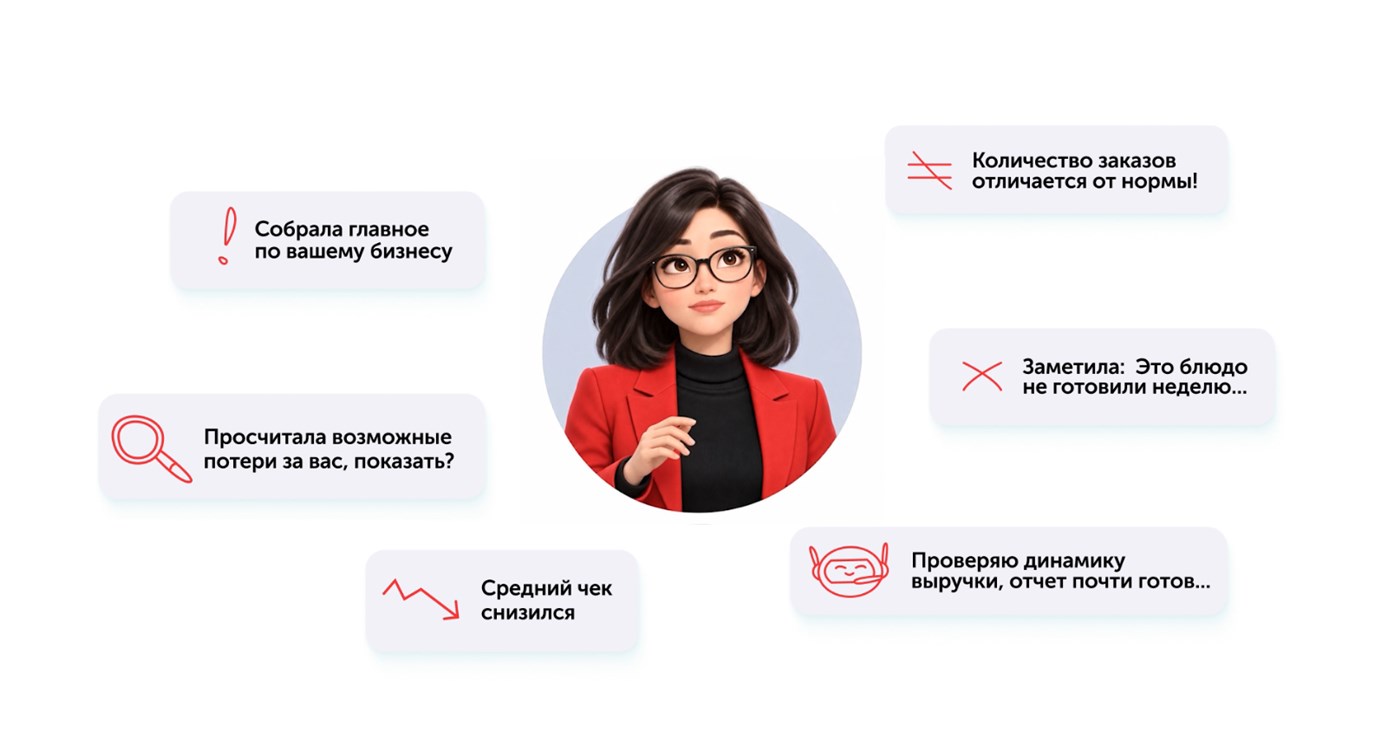 Количество заказов
отличается от нормы!
Собрала главное
по вашему бизнесу
Заметила:  Это блюдо
не готовили неделю...
Просчитала возможные
потери за вас, показать?
Проверяю динамику
выручки, отчет почти готов...
Средний чек
снизился